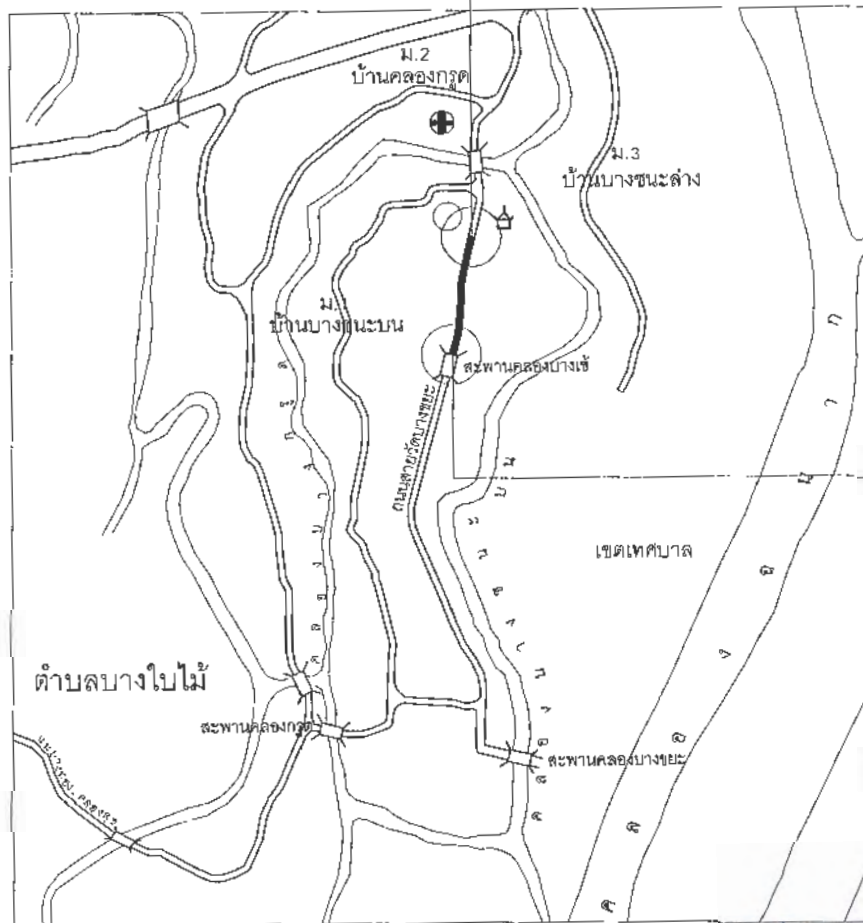 ม.2
บ้านคลองกรูด
ม.3
บ้านบางชนะล่าง
ม.1
บ้านบางชนะบน
สะพานคลองบางเข้
ถนนสายวัดบางขยะ
เขตเทศบาล
ตำบลบางใบไม้
สะพานคลองกรูด
สะพานคลองบางขยะ